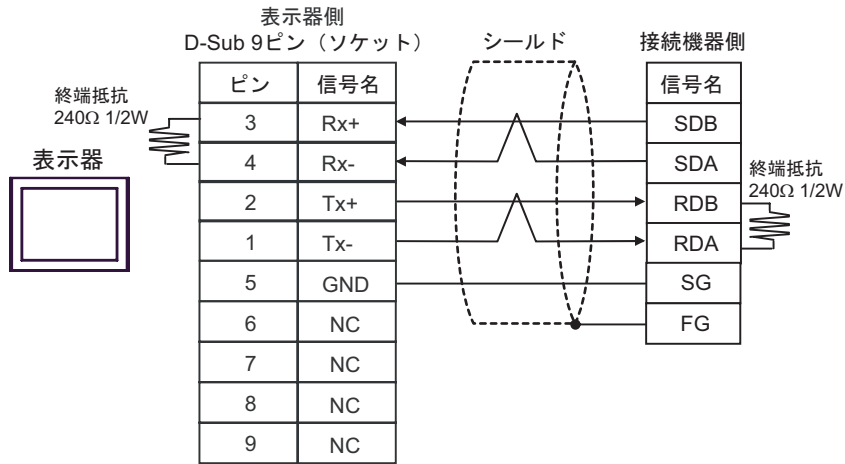 表示器側
D-Sub 9ピン（ソケット）
シールド
接続機器側
終端抵抗
240Ω 1/2W
表示器
ピン 信号名
3 Rx+
4 Rx-
2 Tx+
1 Tx-
5 GND
6 NC
7 NC
8 NC
9 NC
信号名
SDB
SDA
RDB
RDA
SG
FG
終端抵抗
240Ω 1/2W